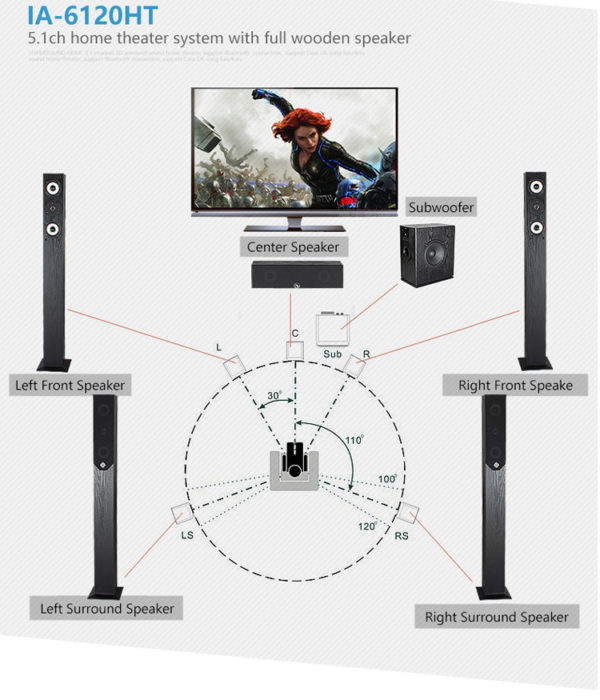 IA-6120HT
5.1ch home theater system with full wooden speaker
Subwoofer
Center Speaker
L
C
Sub
R
Left Front Speaker
Right Front Speake
30°
110°
100°
120°
LS
RS
Left Surround Speaker
Right Surround Speaker